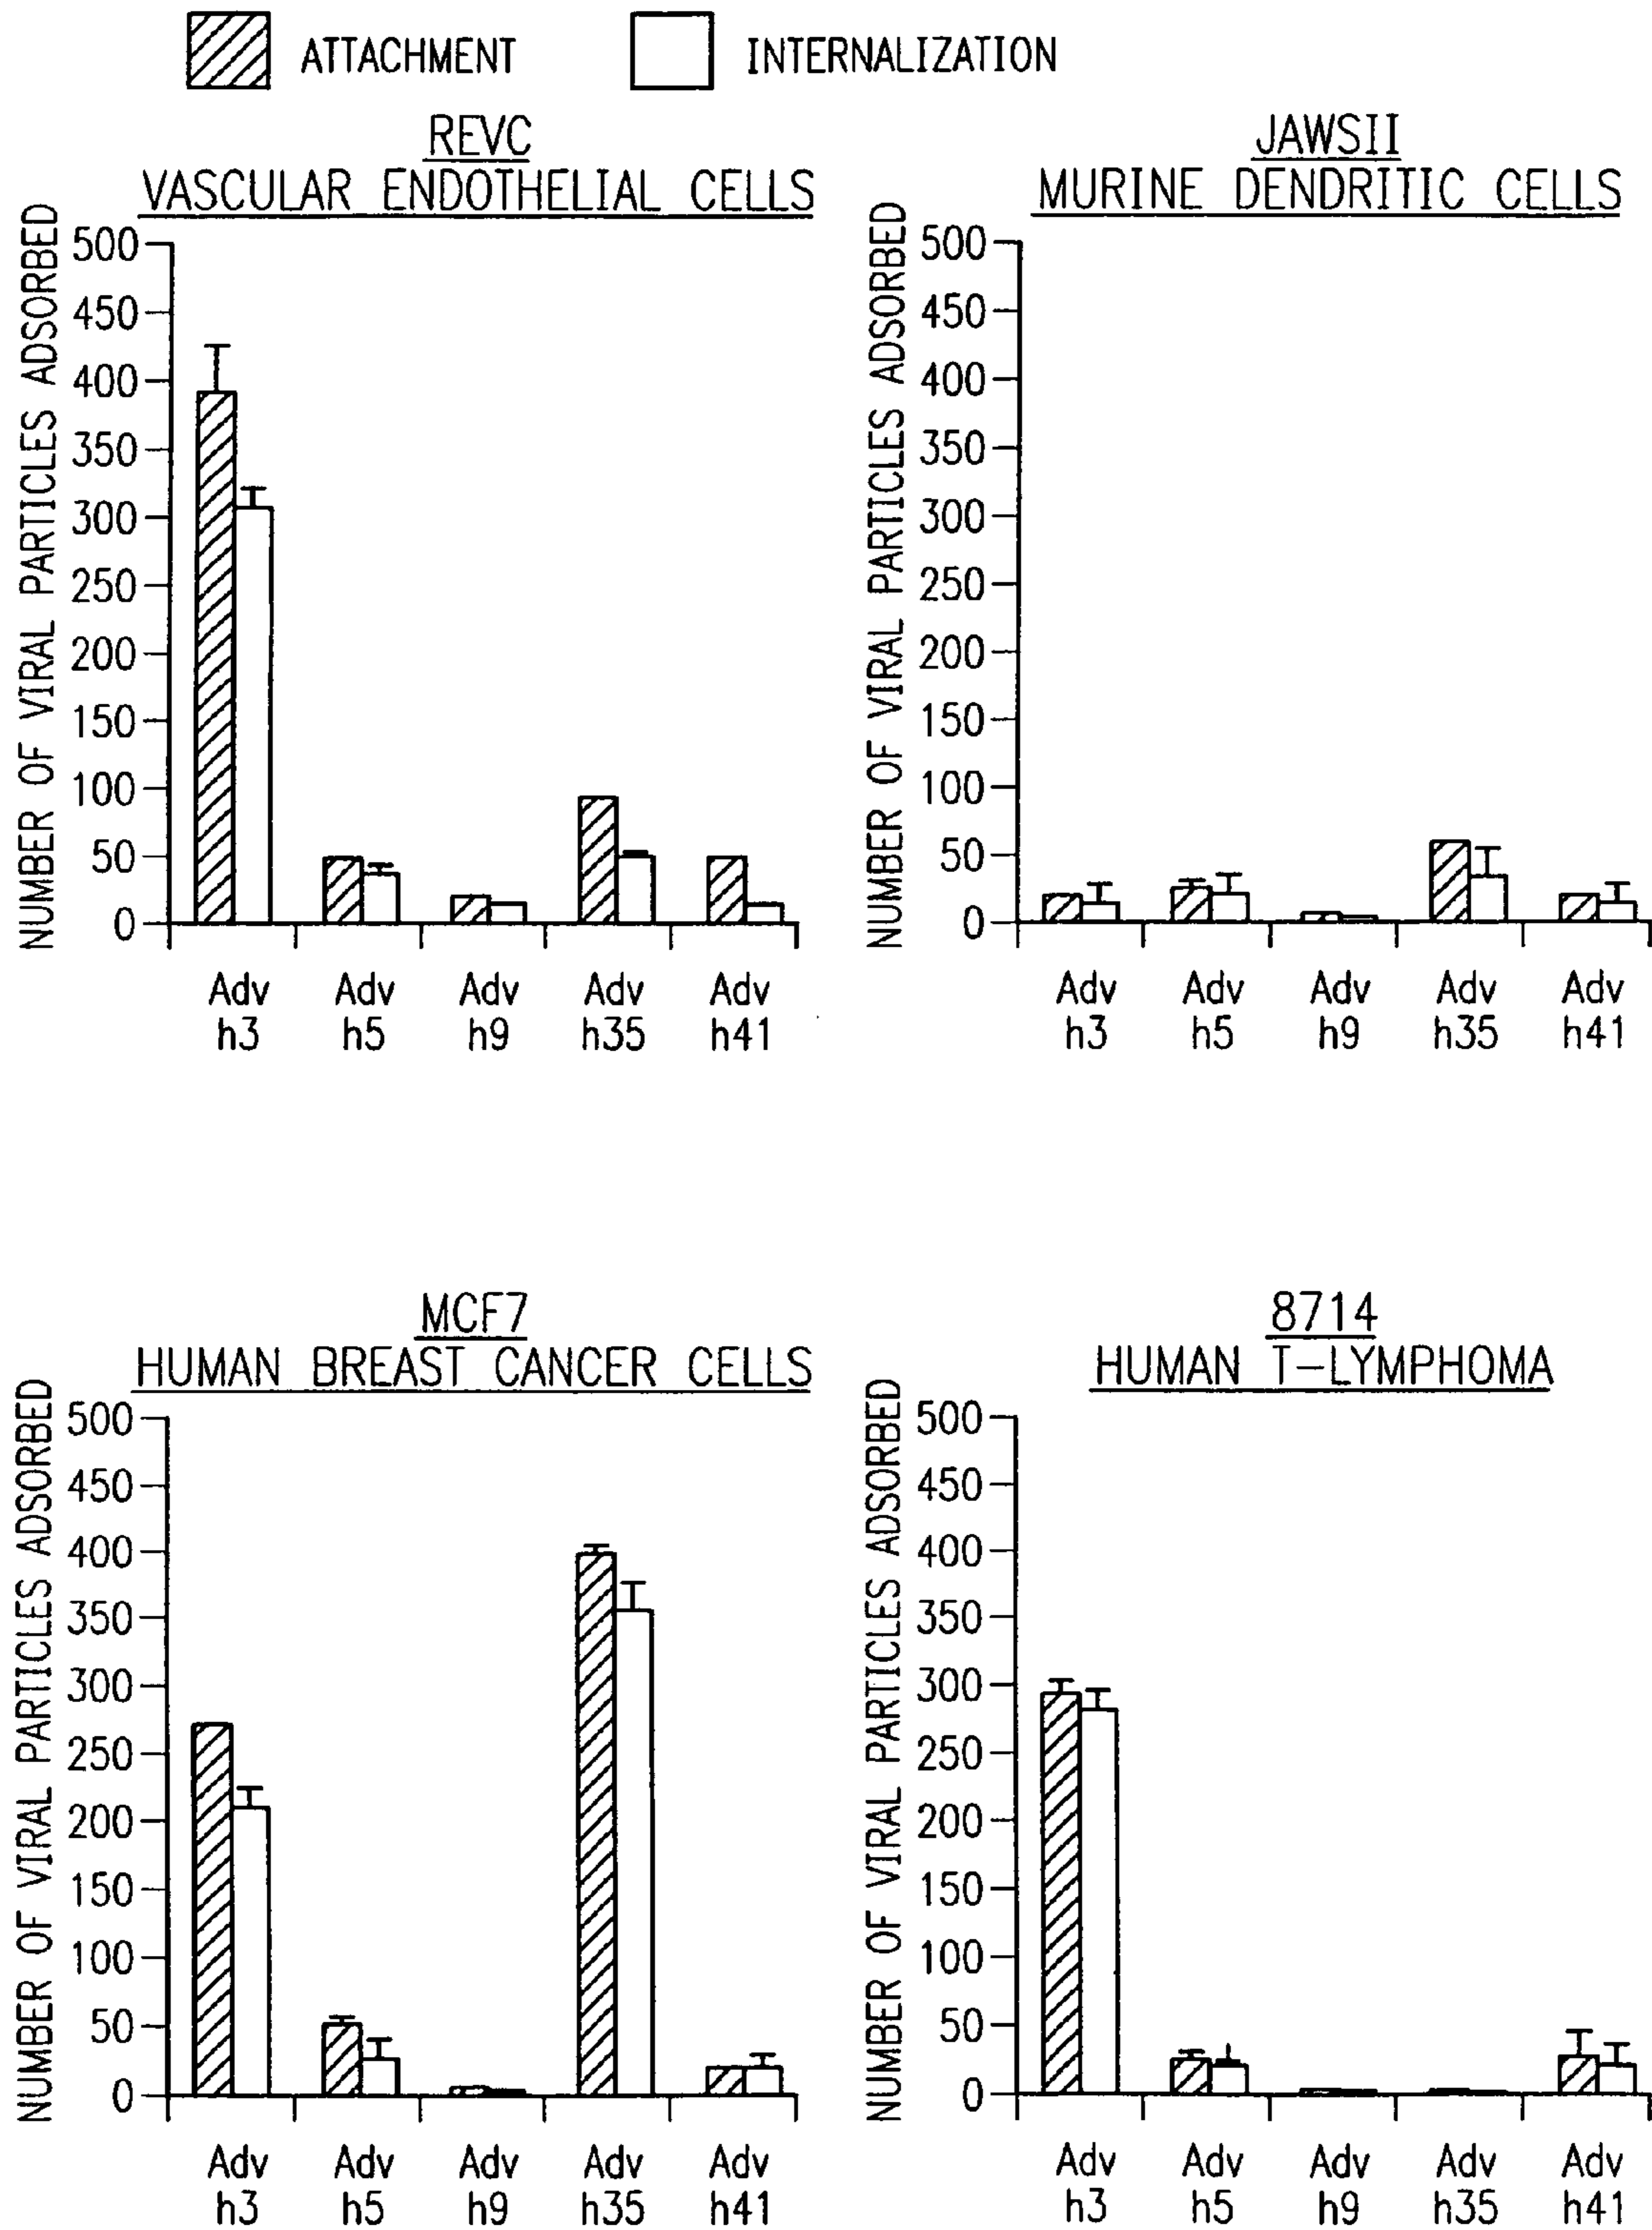 ATTACHMENT INTERNALIZATION
REVC
VASCULAR ENDOTHELIAL CELLS
NUMBER OF VIRAL PARTICLES ADSORBED
500
450
400
350
300
250
200
150
100
50
0
Adv Adv Adv Adv Adv
h3 h5 h9 h35 h41
JAWSII
MURINE DENDRITIC CELLS
NUMBER OF VIRAL PARTICLES ADSORBED
500
450
400
350
300
250
200
150
100
50
0
Adv Adv Adv Adv Adv
h3 h5 h9 h35 h41
MCF7
HUMAN BREAST CANCER CELLS
NUMBER OF VIRAL PARTICLES ADSORBED
500
450
400
350
300
250
200
150
100
50
0
Adv Adv Adv Adv Adv
h3 h5 h9 h35 h41
8714
HUMAN T-LYMPHOMA
NUMBER OF VIRAL PARTICLES ADSORBED
500
450
400
350
300
250
200
150
100
50
0
Adv Adv Adv Adv Adv
h3 h5 h9 h35 h41